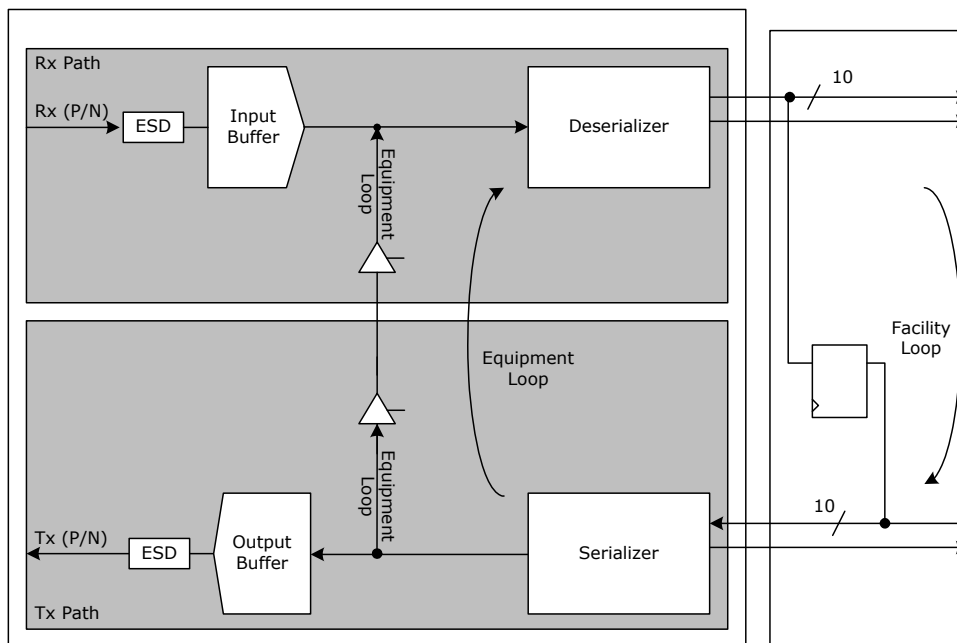 Rx Path
10
Rx (P/N)
ESD
Input
Buffer
Deserializer
Equipment
Loop
Equipment
Loop
Facility
Loop
Equipment
Loop
10
Tx (P/N)
ESD
Output
Buffer
Serializer
Tx Path